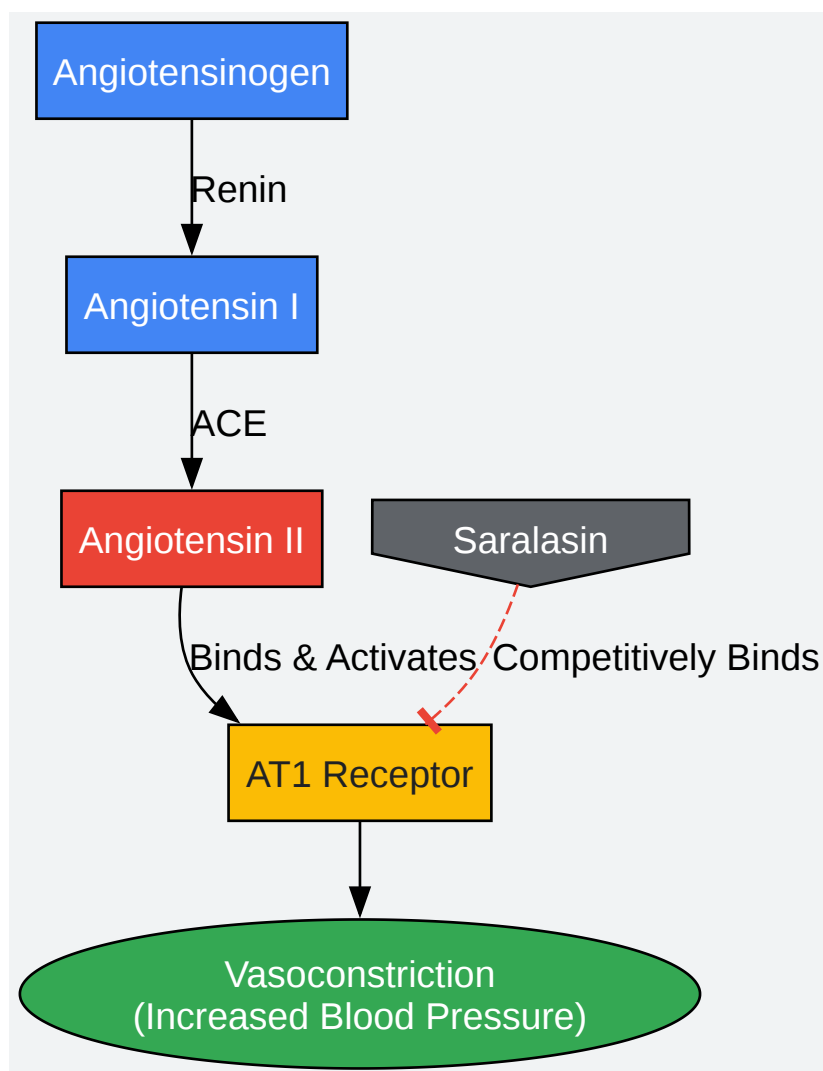 Angiotensinogen
Renin
Angiotensin I
ACE
Angiotensin II
Saralasin
Binds & Activates
Competitively Binds
AT1 Receptor
Vasoconstriction
(Increased Blood Pressure)